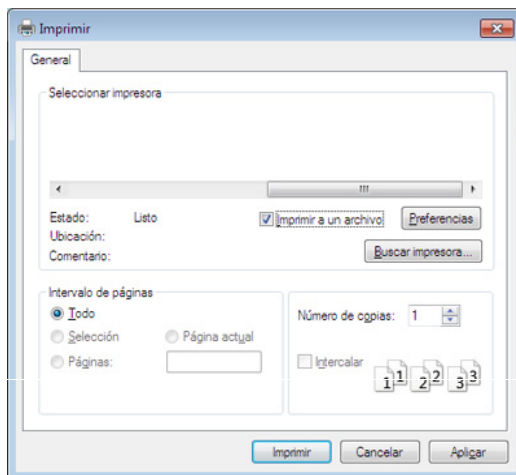 Imprimir
General
Seleccionar impresora
Estado: Listo
Imprimir a un archivo
Preferencias
Ubicación:
Comentario:
Buscar impresora...
Intervalo de páginas
Todo
Selección
Página actual
Páginas:
Número de copias: 1
Intercalar
1 1 2 2 3 3
Imprimir
Cancelar
Aplicar